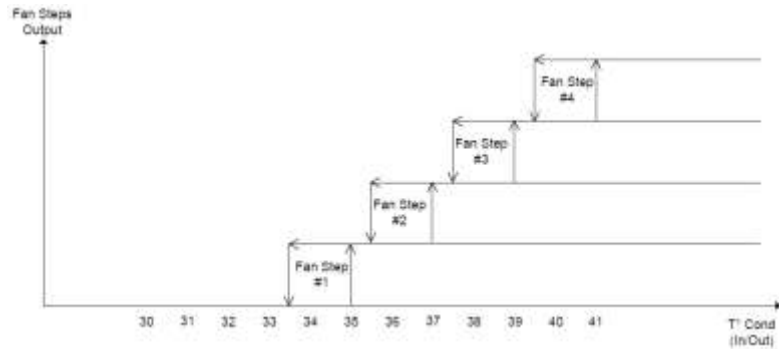 Fan Steps
Output
Fan Step
#4
Fan Step
#3
Fan Step
#2
Fan Step
#1
30 31 32 33 34 35 36 37 38 39 40 41
T° Cond
(In/Out)